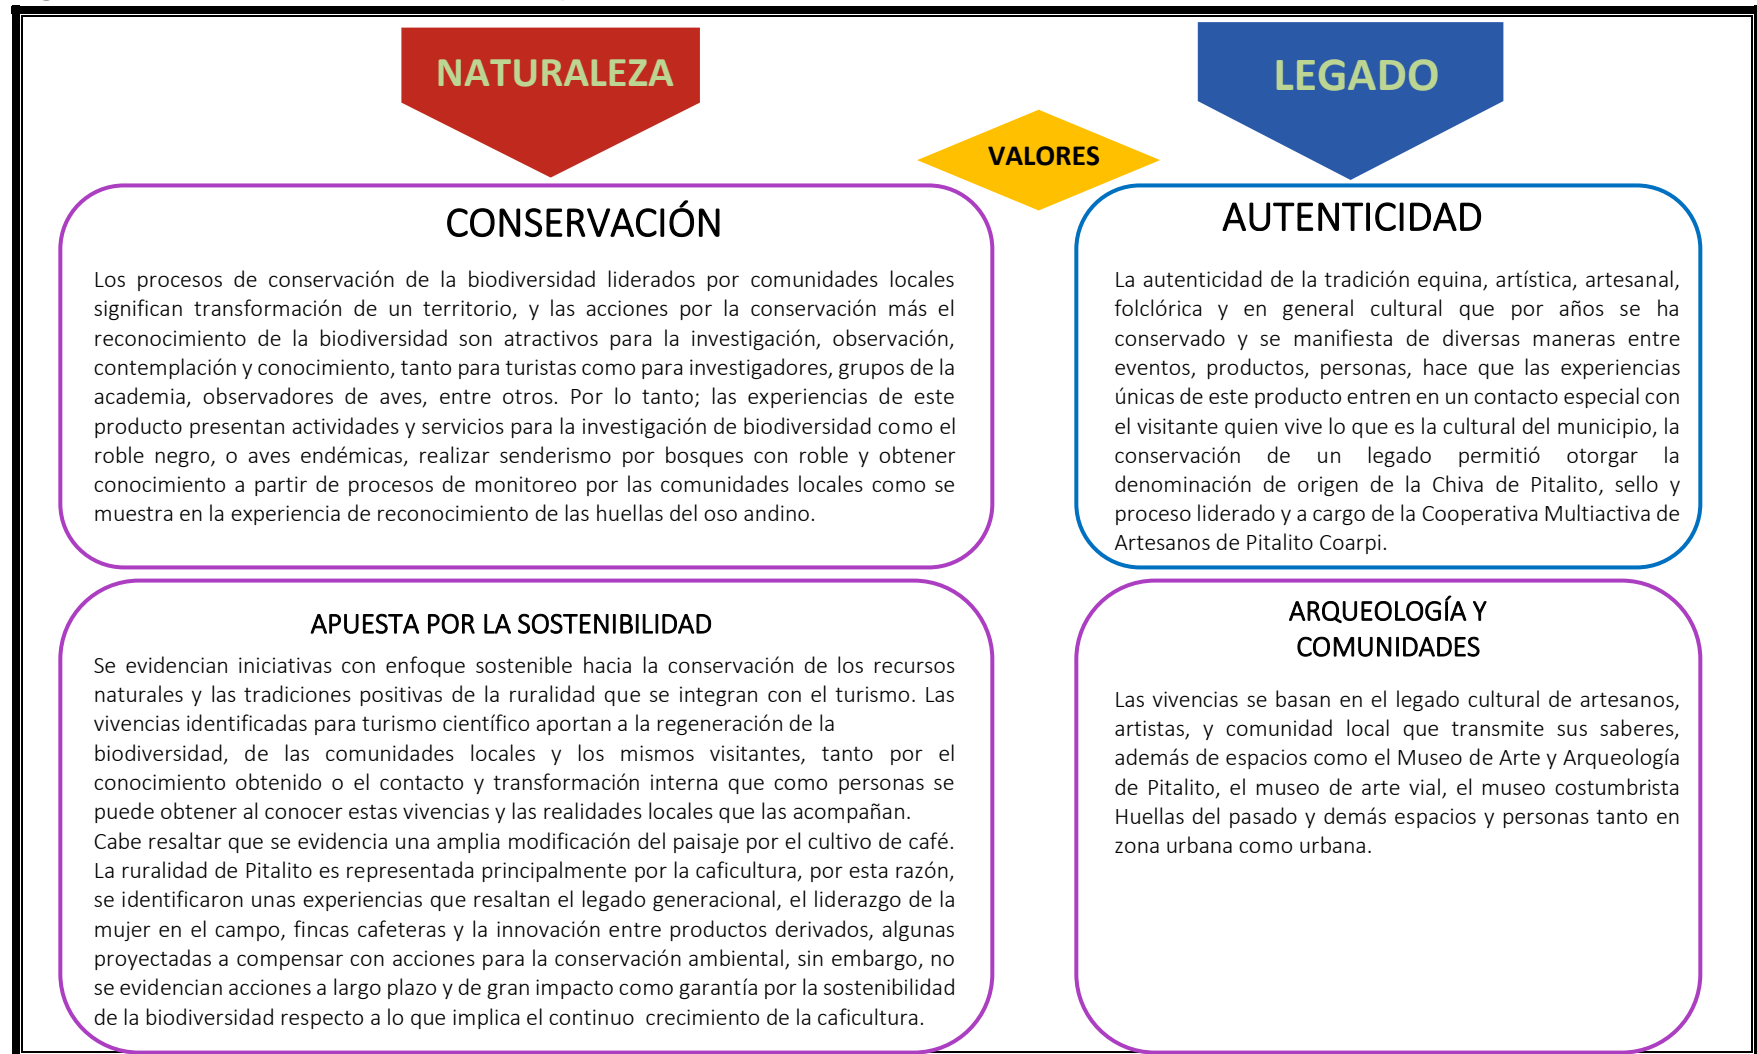 NATURALEZA
LEGADO
VALORES
CONSERVACIÓN
Los procesos de conservación de la biodiversidad liderados por comunidades locales
significan transformación de un territorio, y las acciones por la conservación más el
reconocimiento de la biodiversidad son atractivos para la investigación, observación,
contemplación y conocimiento, tanto para turistas como para investigadores, grupos de la
academia, observadores de aves, entre otros. Por lo tanto; las experiencias de este
producto presentan actividades y servicios para la investigación de biodiversidad como el
roble negro, o aves endémicas, realizar senderismo por bosques con roble y obtener
conocimiento a partir de procesos de monitoreo por las comunidades locales como se
muestra en la experiencia de reconocimiento de las huellas del oso andino.
AUTENTICIDAD
La autenticidad de la tradición equina, artística, artesanal,
folclórica y en general cultural que por años se ha
conservado y se manifiesta de diversas maneras entre
eventos, productos, personas, hace que las experiencias
únicas de este producto entren en un contacto especial con
el visitante quien vive lo que es la cultural del municipio, la
conservación de un legado permitió otorgar la
denominación de origen de la Chiva de Pitalito, sello y
proceso liderado y a cargo de la Cooperativa Multiactiva de
Artesanos de Pitalito Coarpi.
APUESTA POR LA SOSTENIBILIDAD
Se evidencian iniciativas con enfoque sostenible hacia la conservación de los recursos
naturales y las tradiciones positivas de la ruralidad que se integran con el turismo. Las
vivencias identificadas para turismo científico aportan a la regeneración de la
biodiversidad, de las comunidades locales y los mismos visitantes, tanto por el
conocimiento obtenido o el contacto y transformación interna que como personas se
puede obtener al conocer estas vivencias y las realidades locales que las acompañan.
Cabe resaltar que se evidencia una amplia modificación del paisaje por el cultivo de café.
La ruralidad de Pitalito es representada principalmente por la caficultura, por esta razón,
se identificaron unas experiencias que resaltan el legado generacional, el liderazgo de la
mujer en el campo, fincas cafeteras y la innovación entre productos derivados, algunas
proyectadas a compensar con acciones para la conservación ambiental, sin embargo, no
se evidencian acciones a largo plazo y de gran impacto como garantía por la sostenibilidad
de la biodiversidad respecto a lo que implica el continuo crecimiento de la caficultura.
ARQUEOLOGÍA Y
COMUNIDADES
Las vivencias se basan en el legado cultural de artesanos,
artistas, y comunidad local que transmite sus saberes,
además de espacios como el Museo de Arte y Arqueología
de Pitalito, el museo de arte vial, el museo costumbrista
Huellas del pasado y demás espacios y personas tanto en
zona urbana como urbana.